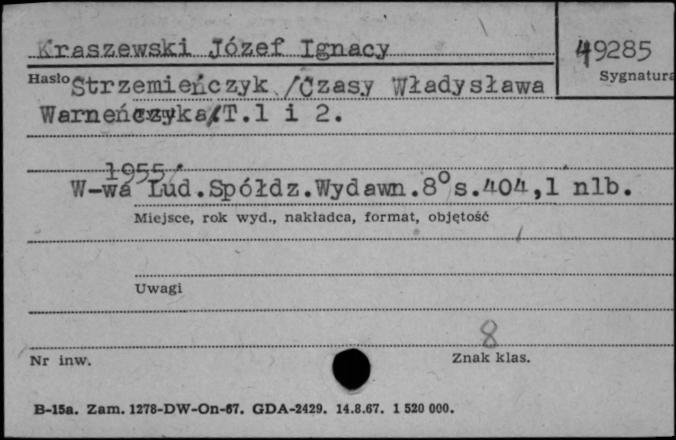 Kraszewski Józef Ignacy
49285
Sygnatura
Hasło Strzemieńczyk /Czasy Władysława
Warneńczyka/T.1 i 2.
1955
W-wa Lud.Spółdz.Wydawn.8° s.404,1 nlb.
Miejsce, rok wyd., nakładca, format, objętość
Uwagi
8
Nr inw.
Znak klas.
B-15a. Zam. 1278-DW-On-67. GDA-2429. 14.8.67. 1 520 000.